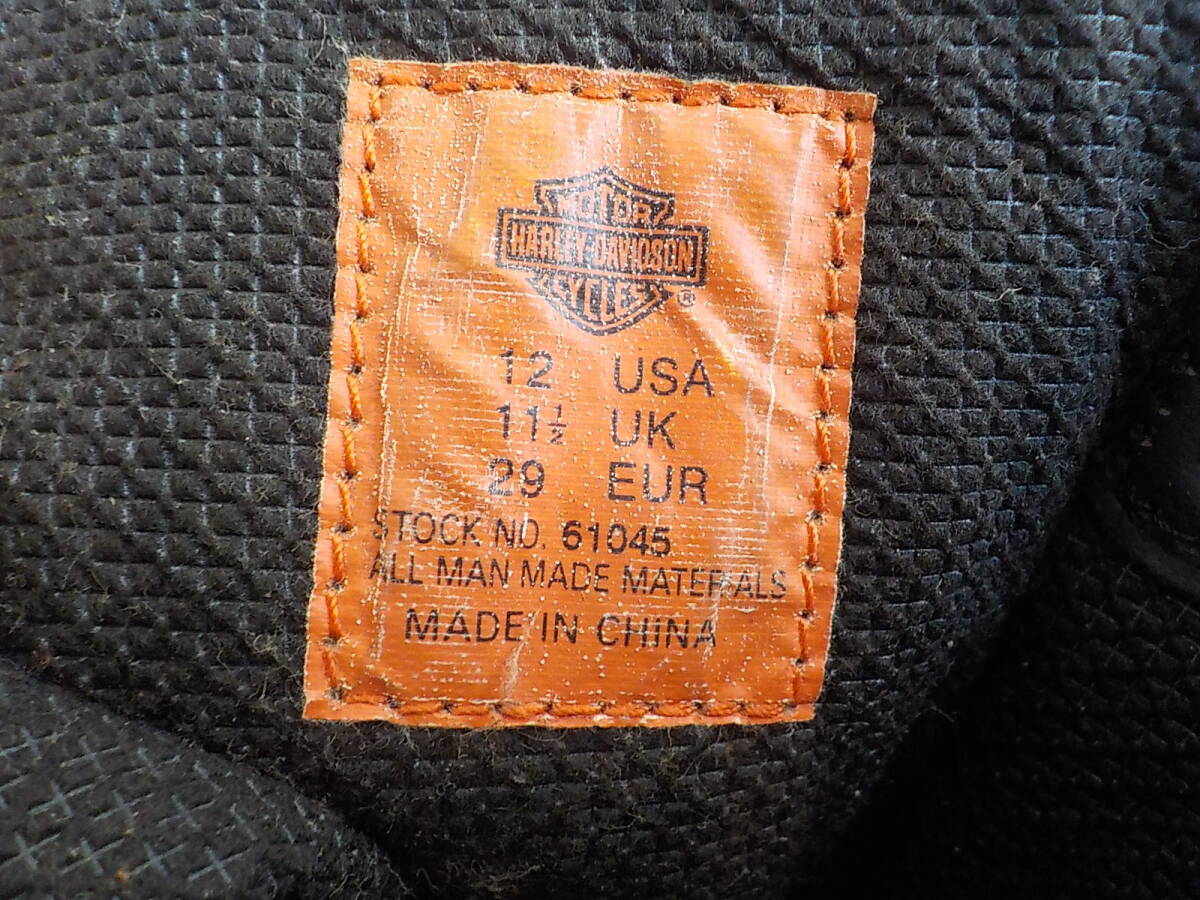 MOTOR
HARLEY-DAVIDSON
CYCLES ®
12 USA
11½ UK
29 EUR
STOCK NO. 61045
ALL MAN MADE MATERIALS
MADE IN CHINA